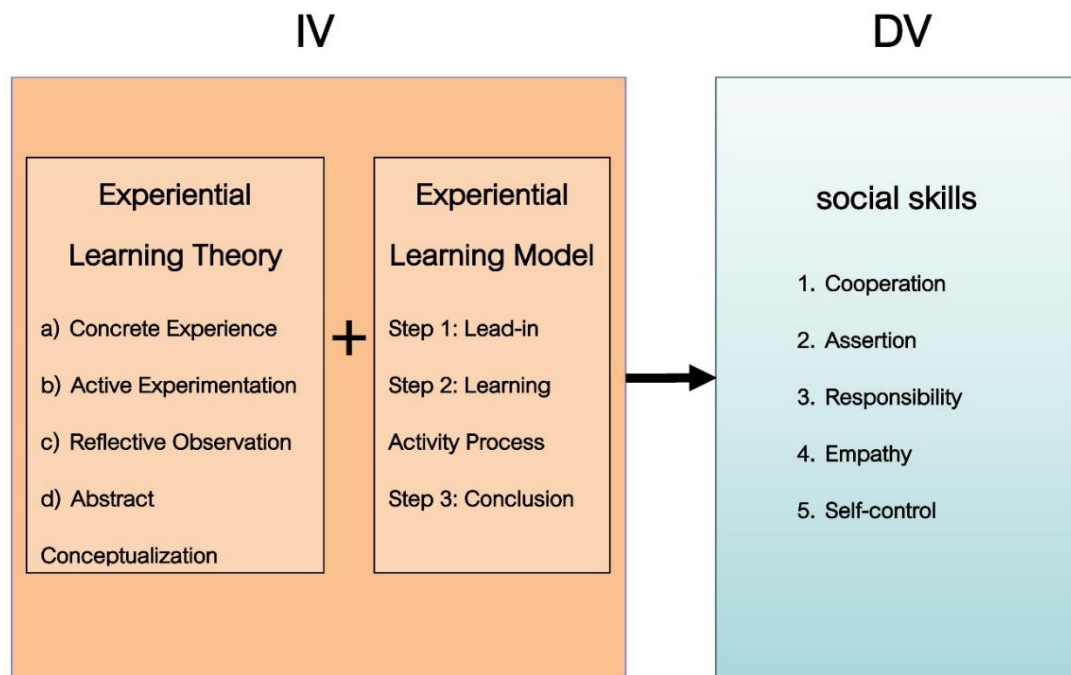 IV
DV
Experiential
Learning Theory
a) Concrete Experience
b) Active Experimentation
c) Reflective Observation
d) Abstract
Conceptualization
+
Experiential
Learning Model
Step 1: Lead-in
Step 2: Learning
Activity Process
Step 3: Conclusion
social skills
1. Cooperation
2. Assertion
3. Responsibility
4. Empathy
5. Self-control